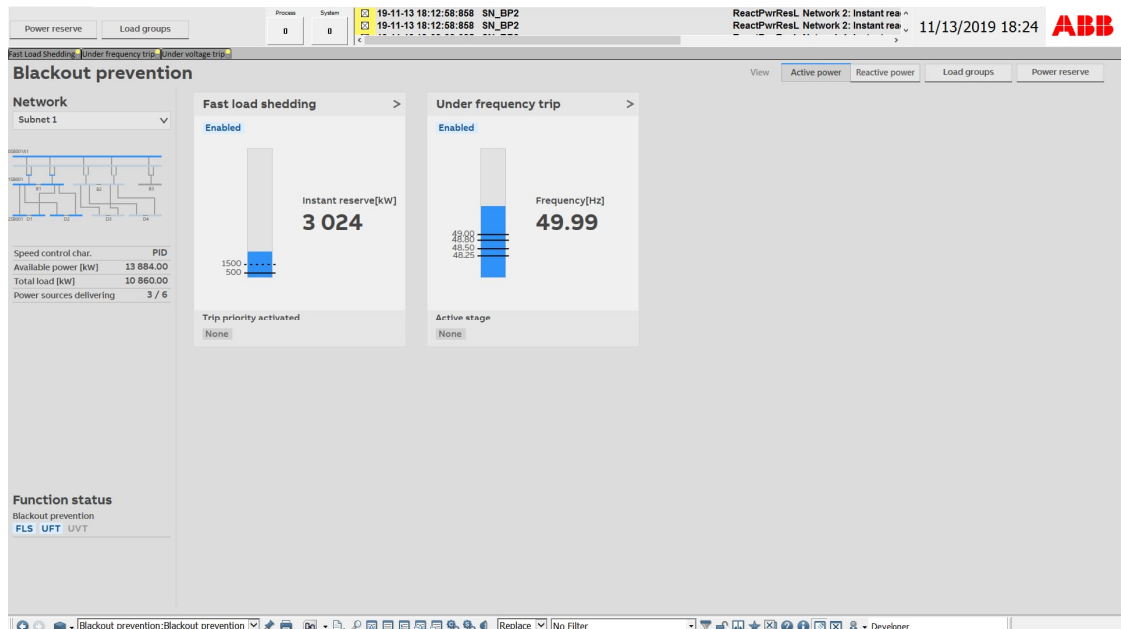 Power reserve
Load groups
Process
System
0
0
19-11-13 18:12:58:858 SN_BP2 ReactPwrResL Network 2: Instant rea
19-11-13 18:12:58:858 SN_BP2 ReactPwrResL Network 2: Instant rea
11/13/2019 18:24
ABB
Fast Load Shedding
Under frequency trip
Under voltage trip
Blackout prevention
View
Active power
Reactive power
Load groups
Power reserve
Network
Subnet 1
B1
B2
B3
D1
D2
D3
D4
Speed control char. PID
Available power [kW] 13 884.00
Total load [kW] 10 860.00
Power sources delivering 3 / 6
Fast load shedding >
Enabled
Instant reserve[kW]
3 024
1500
500
Trip priority activated
None
Under frequency trip >
Enabled
Frequency[Hz]
49.99
49.00
48.80
48.50
48.25
Active stage
None
Function status
Blackout prevention
FLS UFT UVT
Blackout prevention:Blackout prevention
Replace
No Filter
Developer